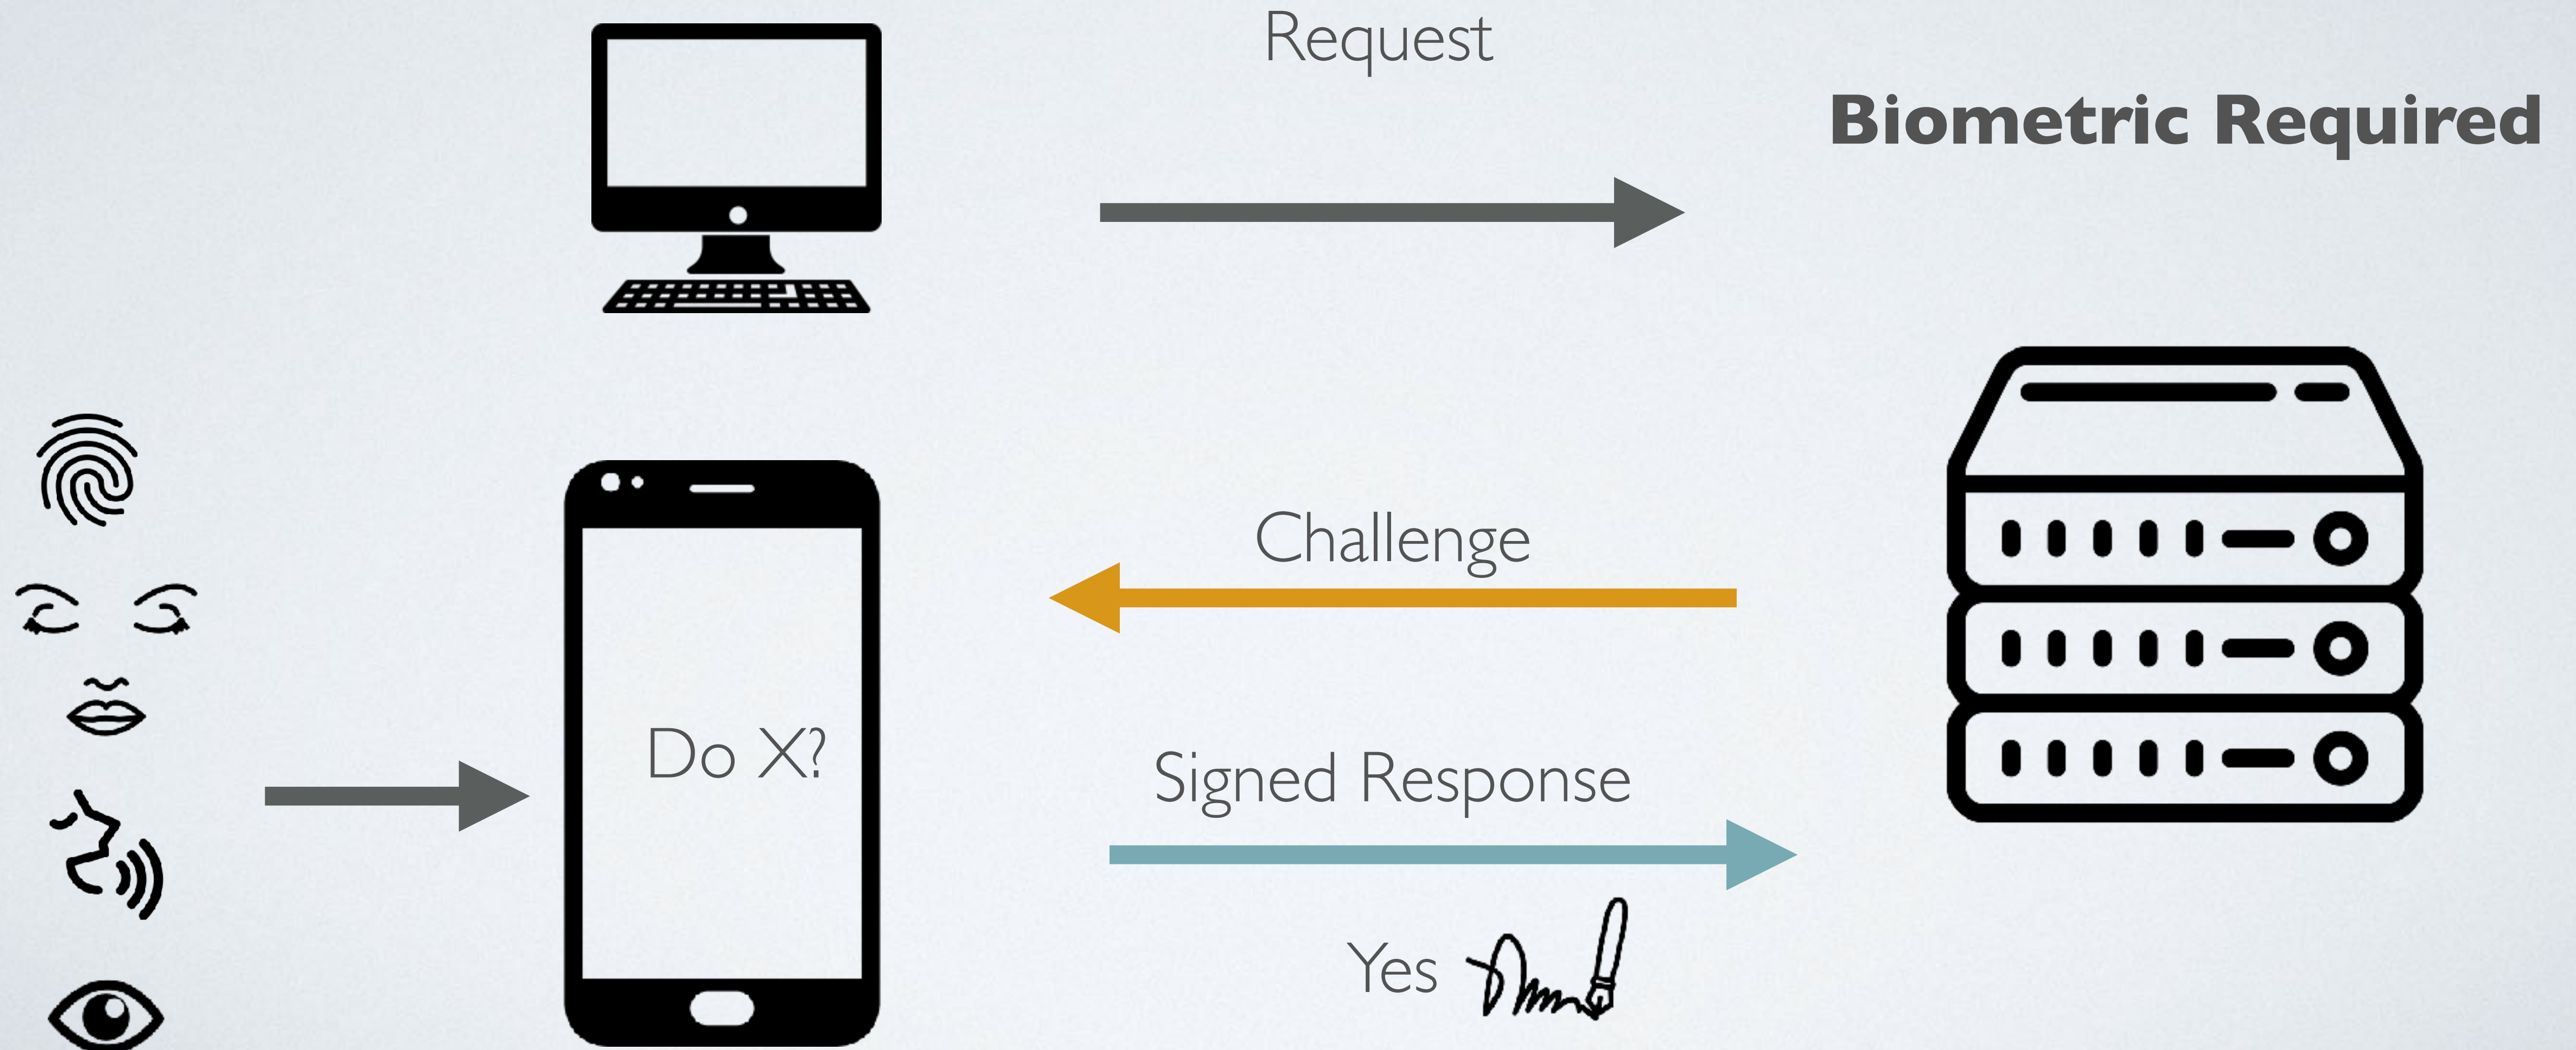 Request
Biometric Required
Challenge
Do X?
Signed Response
Yes